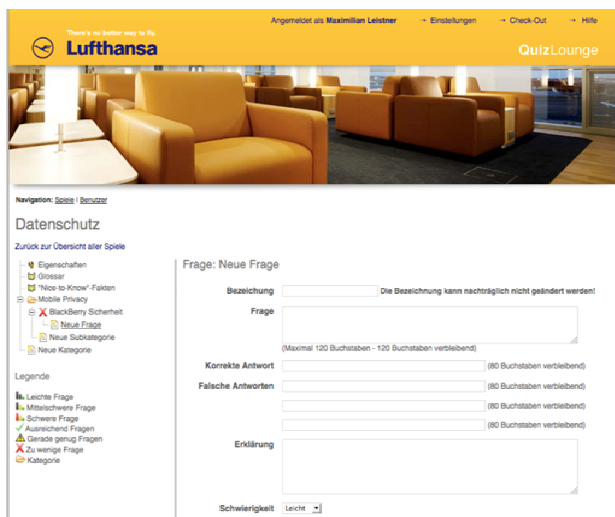 Angemeldet als Maximilian Leistner → Einstellungen → Check-Out → Hilfe
There's no better way to fly.
Lufthansa
QuizLounge
Navigation: Spiele | Benutzer
Datenschutz
Zurück zur Übersicht aller Spiele
Eigenschaften
Glossar
"Nice-to-Know"-Fakten
Mobile Privacy
BlackBerry Sicherheit
Neue Frage
Neue Subkategorie
Neue Kategorie
Legende
Leichte Frage
Mittelschwere Frage
Schwere Frage
Ausreichend Fragen
Gerade genug Fragen
Zu wenige Frage
Kategorie
Frage: Neue Frage
Bezeichung Die Bezeichnung kann nachträglich nicht geändert werden!
Frage
(Maximal 120 Buchstaben - 120 Buchstaben verbleibend)
Korrekte Antwort (80 Buchstaben verbleibend)
Falsche Antworten (80 Buchstaben verbleibend)
(80 Buchstaben verbleibend)
(80 Buchstaben verbleibend)
Erklärung
Schwierigkeit Leicht